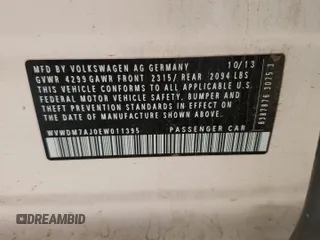 MFD BY VOLKSWAGEN AG GERMANY 10/13
GVWR 4299 GAWR FRONT 2315/ REAR 2094 LBS
THIS VEHICLE CONFORMS TO ALL APPLICABLE U.S.
FEDERAL MOTOR VEHICLE SAFETY, BUMPER AND
THEFT PREVENTION STANDARDS IN EFFECT ON
THE DATE OF MANUFACTURE SHOWN ABOVE
WVWDM7AJ0EW011395 PASSENGER CAR
DREAMBID